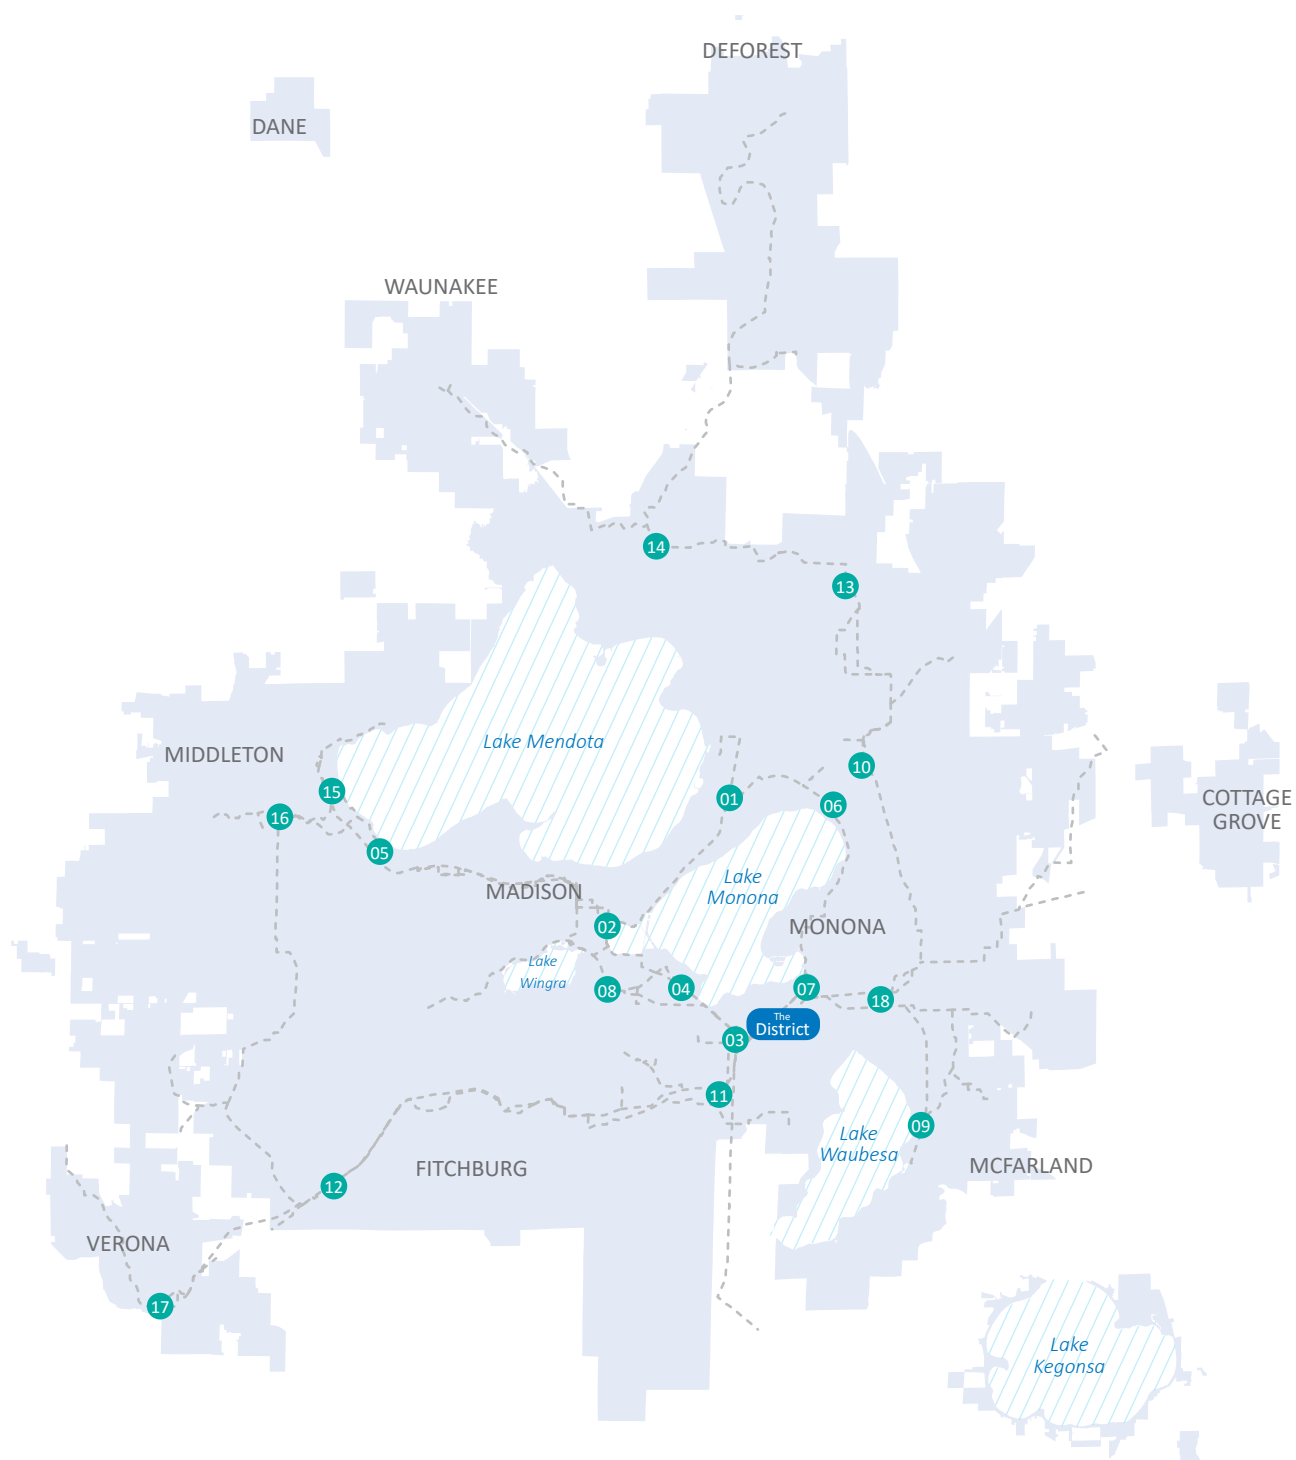 DEFOREST
DANE
WAUNAKEE
14
13
Lake Mendota
MIDDLETON
10
15
01
06
COTTAGE
GROVE
16
05
Lake
Monona
MADISON
02
MONONA
Lake
Wingra
08
04
07
18
The
District
03
11
09
Lake
Waubesa
MCFARLAND
FITCHBURG
12
VERONA
17
Lake
Kegonsa